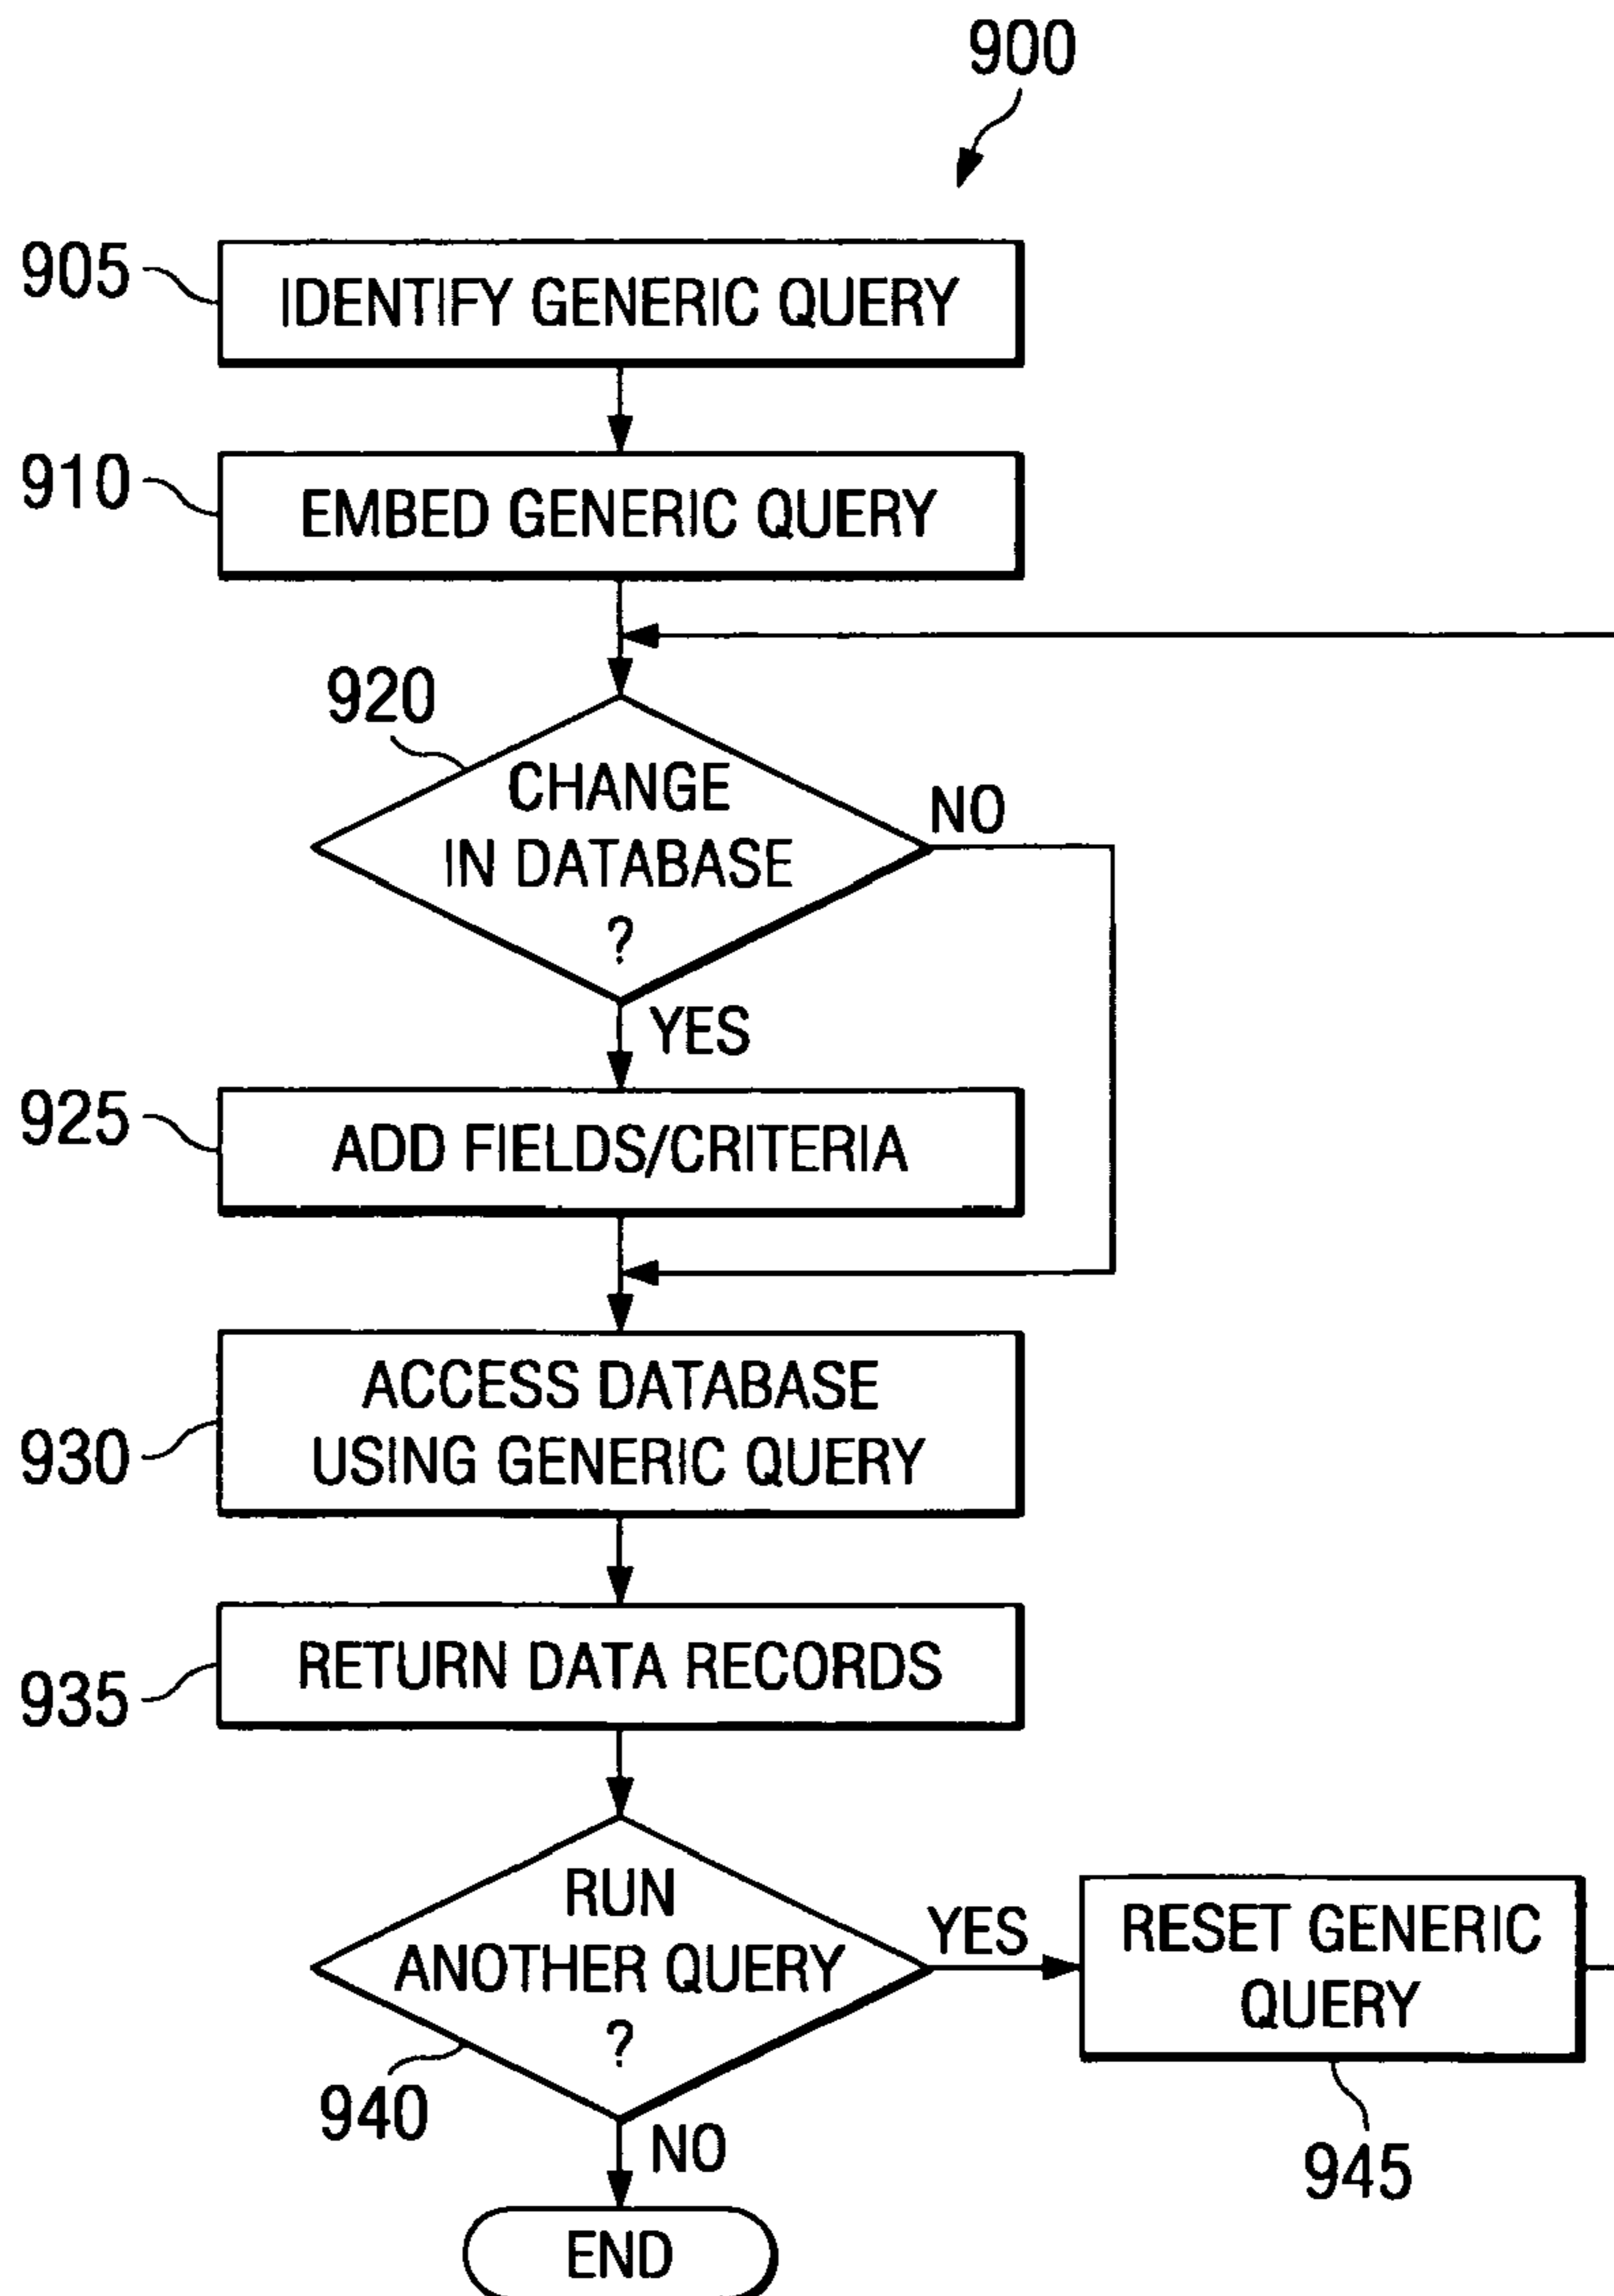 900
905
IDENTIFY GENERIC QUERY
910
EMBED GENERIC QUERY
920
CHANGE
IN DATABASE
?
NO
YES
925
ADD FIELDS/CRITERIA
930
ACCESS DATABASE
USING GENERIC QUERY
935
RETURN DATA RECORDS
940
RUN
ANOTHER QUERY
?
YES
RESET GENERIC
QUERY
945
NO
END